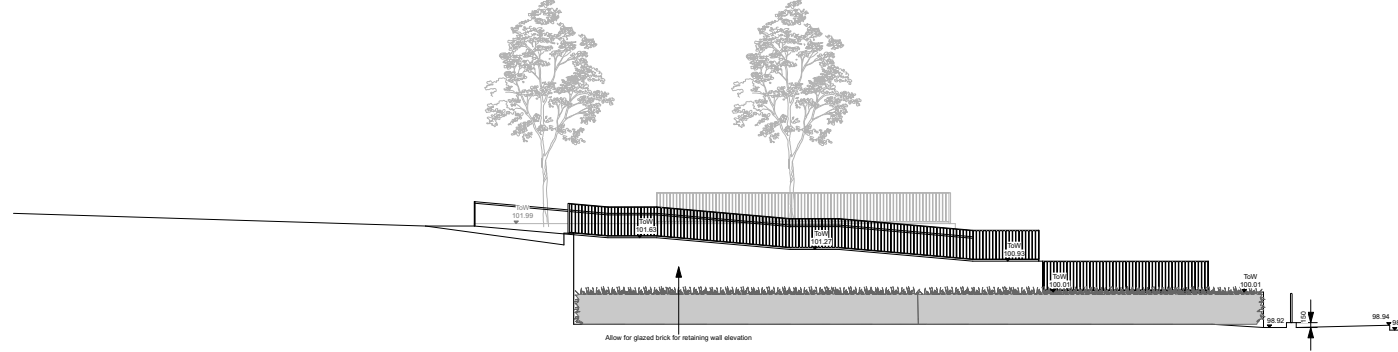 ToW
101.99
ToW
101.63
ToW
101.27
ToW
100.93
ToW
100.01
ToW
100.01
98.92
150
98.94
Allow for glazed brick for retaining wall elevation